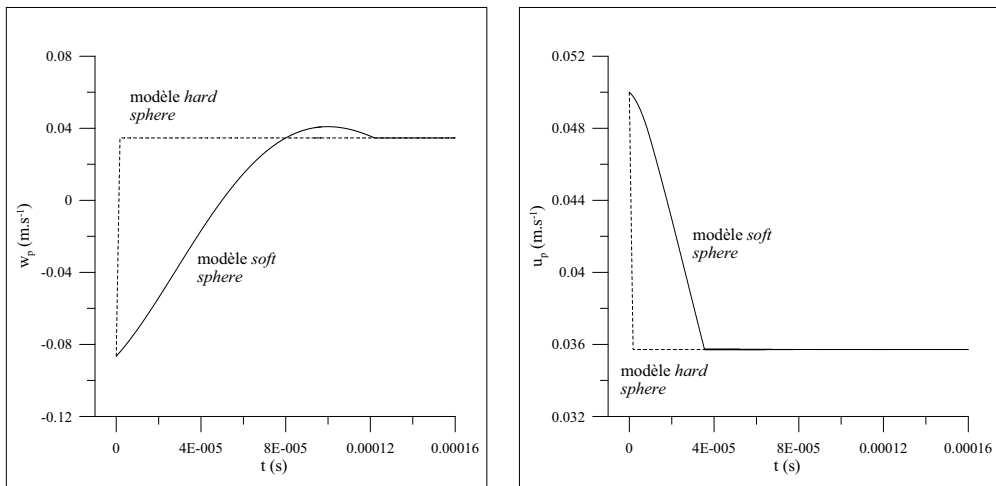 0.08
0.04
0
-0.04
-0.08
-0.12
w_p (m.s⁻¹)
modèle hard
sphere
modèle soft
sphere
0 4E-005 8E-005 0.00012 0.00016
t (s)
0.052
0.048
0.044
0.04
0.036
0.032
u_p (m.s⁻¹)
modèle soft
sphere
modèle hard
sphere
0 4E-005 8E-005 0.00012 0.00016
t (s)